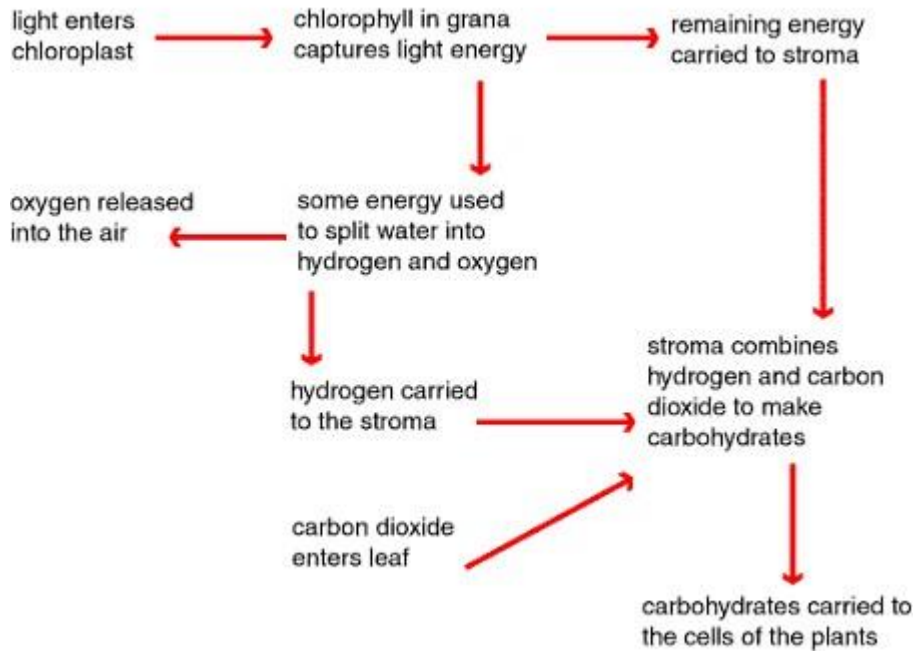 light enters
chloroplast
chlorophyll in grana
captures light energy
remaining energy
carried to stroma
oxygen released
into the air
some energy used
to split water into
hydrogen and oxygen
hydrogen carried
to the stroma
stroma combines
hydrogen and carbon
dioxide to make
carbohydrates
carbon dioxide
enters leaf
carbohydrates carried to
the cells of the plants